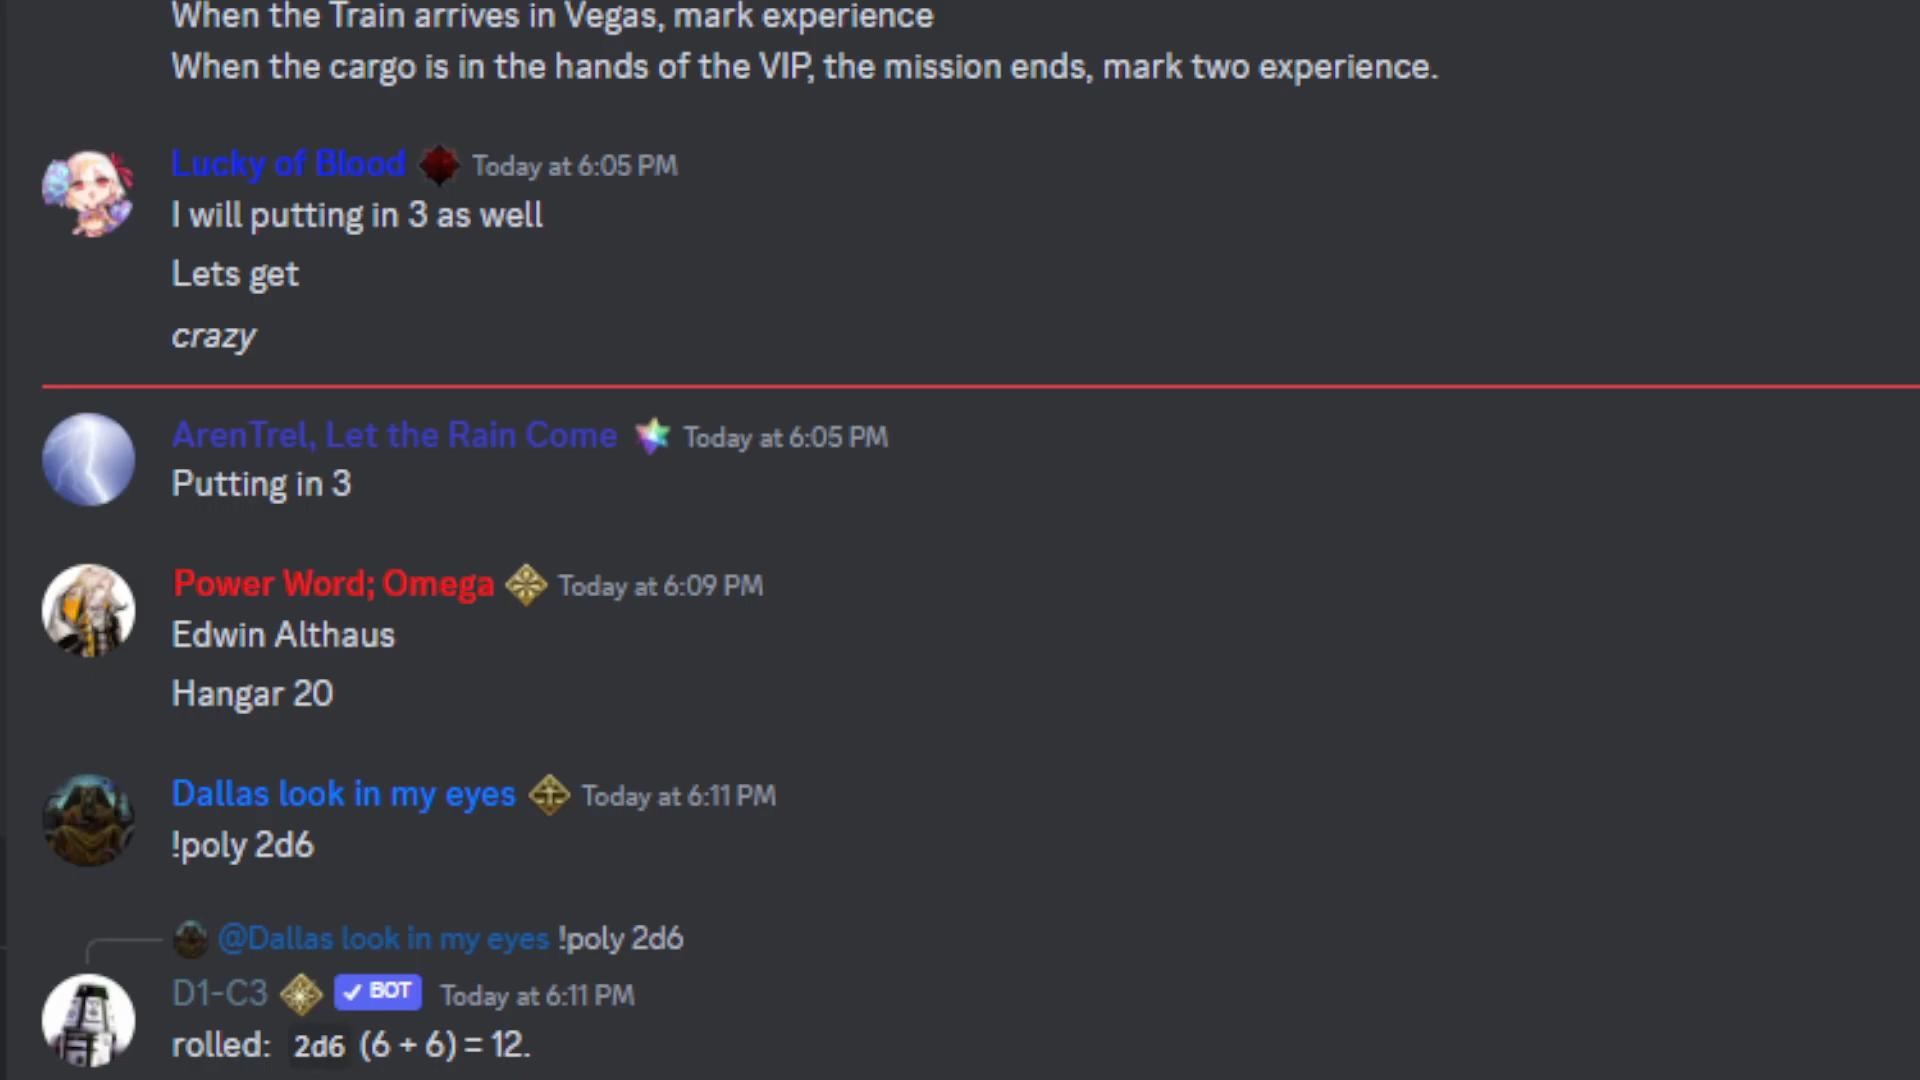 When the Train arrives in Vegas, mark experience
When the cargo is in the hands of the VIP, the mission ends, mark two experience.
Lucky of Blood Today at 6:05 PM
I will putting in 3 as well
Lets get
crazy
ArenTrel, Let the Rain Come Today at 6:05 PM
Putting in 3
Power Word; Omega Today at 6:09 PM
Edwin Althaus
Hangar 20
Dallas look in my eyes Today at 6:11 PM
!poly 2d6
@Dallas look in my eyes !poly 2d6
D1-C3 ✓ BOT Today at 6:11 PM
rolled: 2d6 (6 + 6) = 12.